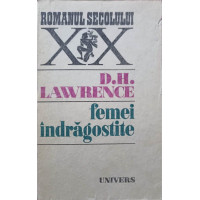 ROMANUL SECOLULUI
XX
D.H.
LAWRENCE
femei
îndrăgostite
UNIVERS